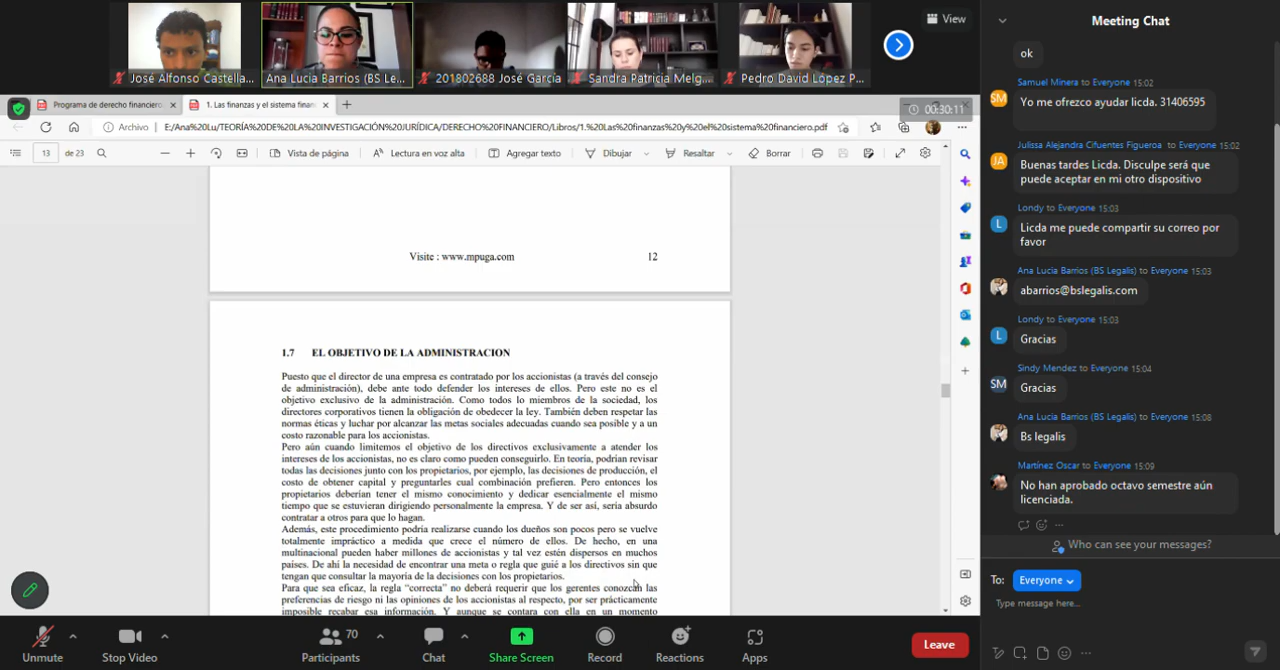 View
José Alfonso Castella...
Ana Lucia Barrios (BS Le...
201802688 José García
Sandra Patricia Melg...
Pedro David López P...
Programa de derecho financiero
1. Las finanzas y el sistema finan
00:30:11
Archivo
E:/Ana%20Lu/TEORÍA%20DE%20LA%20INVESTIGACIÓN%20JURÍDICA/DERECHO%20FINANCIERO/Libros/1.%20Las%20finanzas%20y%20el%20sistema%20financiero.pdf
13 de 23
Vista de página
Lectura en voz alta
Agregar texto
Dibujar
Resaltar
Borrar
Visite : www.mpuga.com 12
1.7 EL OBJETIVO DE LA ADMINISTRACION
Puesto que el director de una empresa es contratado por los accionistas (a través del consejo
de administración), debe ante todo defender los intereses de ellos. Pero este no es el
objetivo exclusivo de la administración. Como todos lo miembros de la sociedad, los
directores corporativos tienen la obligación de obedecer la ley. También deben respetar las
normas éticas y luchar por alcanzar las metas sociales adecuadas cuando sea posible y a un
costo razonable para los accionistas.
Pero aún cuando limitemos el objetivo de los directivos exclusivamente a atender los
intereses de los accionistas, no es claro como pueden conseguirlo. En teoría, podrían revisar
todas las decisiones junto con los propietarios, por ejemplo, las decisiones de producción, el
costo de obtener capital y preguntarles cual combinación prefieren. Pero entonces los
propietarios deberían tener el mismo conocimiento y dedicar esencialmente el mismo
tiempo que se estuvieran dirigiendo personalmente la empresa. Y de ser así, sería absurdo
contratar a otros para que lo hagan.
Además, este procedimiento podría realizarse cuando los dueños son pocos pero se vuelve
totalmente impráctico a medida que crece el número de ellos. De hecho, en una
multinacional pueden haber millones de accionistas y tal vez estén dispersos en muchos
países. De ahí la necesidad de encontrar una meta o regla que guié a los directivos sin que
tengan que consultar la mayoría de la decisiones con los propietarios.
Para que sea eficaz, la regla “correcta” no deberá requerir que los gerentes conozcan las
preferencias de riesgo ni las opiniones de los accionistas al respecto, por ser prácticamente
imposible recabar esa información. Y aunque se contara con ella en un momento
Meeting Chat
ok
Samuel Minera to Everyone 15:02
SM
Yo me ofrezco ayudar licda. 31406595
Julissa Alejandra Cifuentes Figueroa to Everyone 15:02
JA
Buenas tardes Licda. Disculpe será que
puede aceptar en mi otro dispositivo
Londy to Everyone 15:03
L
Licda me puede compartir su correo por
favor
Ana Lucia Barrios (BS Legalis) to Everyone 15:03
abarrios@bslegalis.com
Londy to Everyone 15:03
L
Gracias
Sindy Mendez to Everyone 15:04
SM
Gracias
Ana Lucia Barrios (BS Legalis) to Everyone 15:08
Bs legalis
Martínez Oscar to Everyone 15:09
No han aprobado octavo semestre aún
licenciada.
Who can see your messages?
To: Everyone
Type message here...
Unmute
Stop Video
70
Participants
Chat
Share Screen
Record
Reactions
Apps
Leave